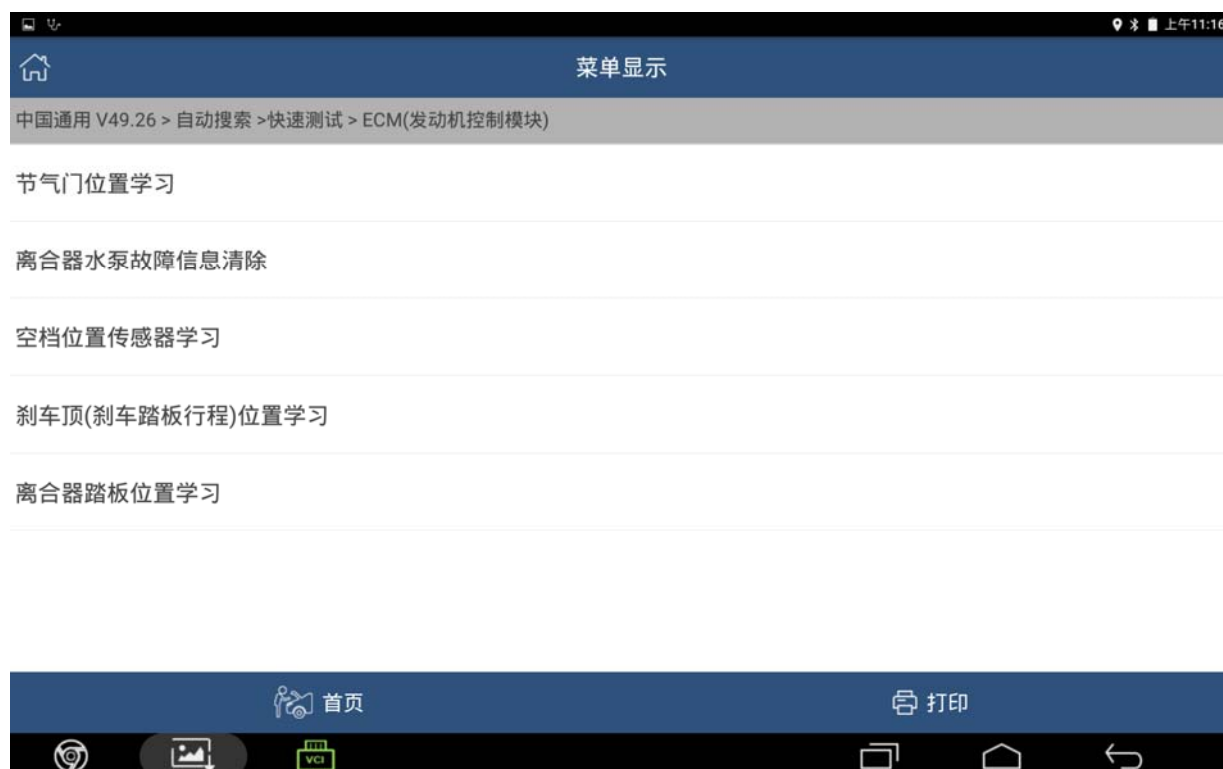 上午11:16
菜单显示
中国通用 V49.26 > 自动搜索 >快速测试 > ECM(发动机控制模块)
节气门位置学习
离合器水泵故障信息清除
空档位置传感器学习
刹车顶(刹车踏板行程)位置学习
离合器踏板位置学习
首页
打印
VCI